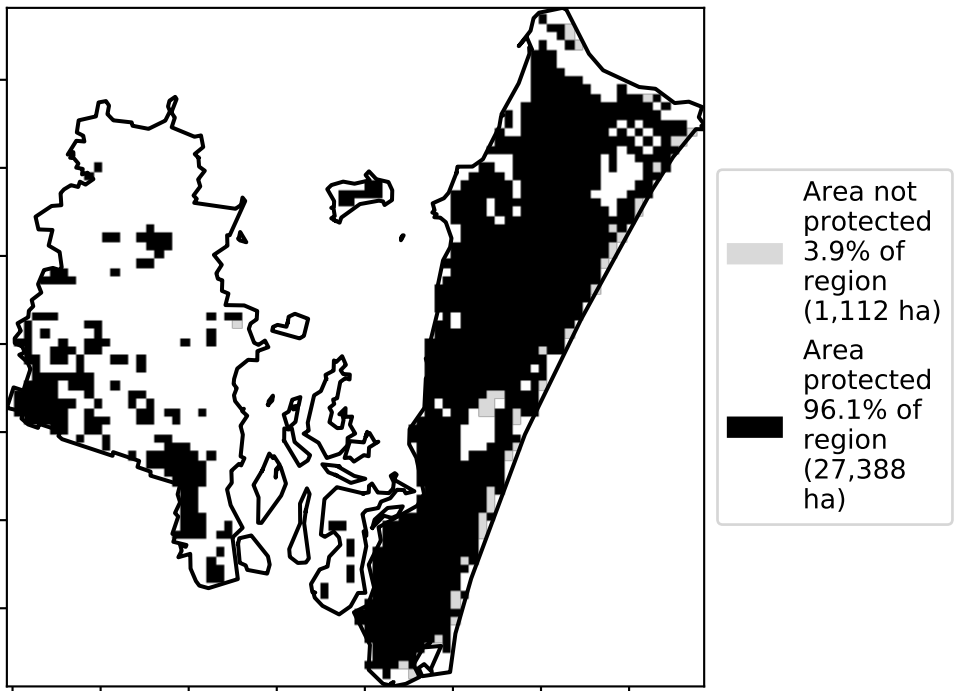 Area not
protected
3.9% of
region
(1,112 ha)
Area
protected
96.1% of
region
(27,388
ha)